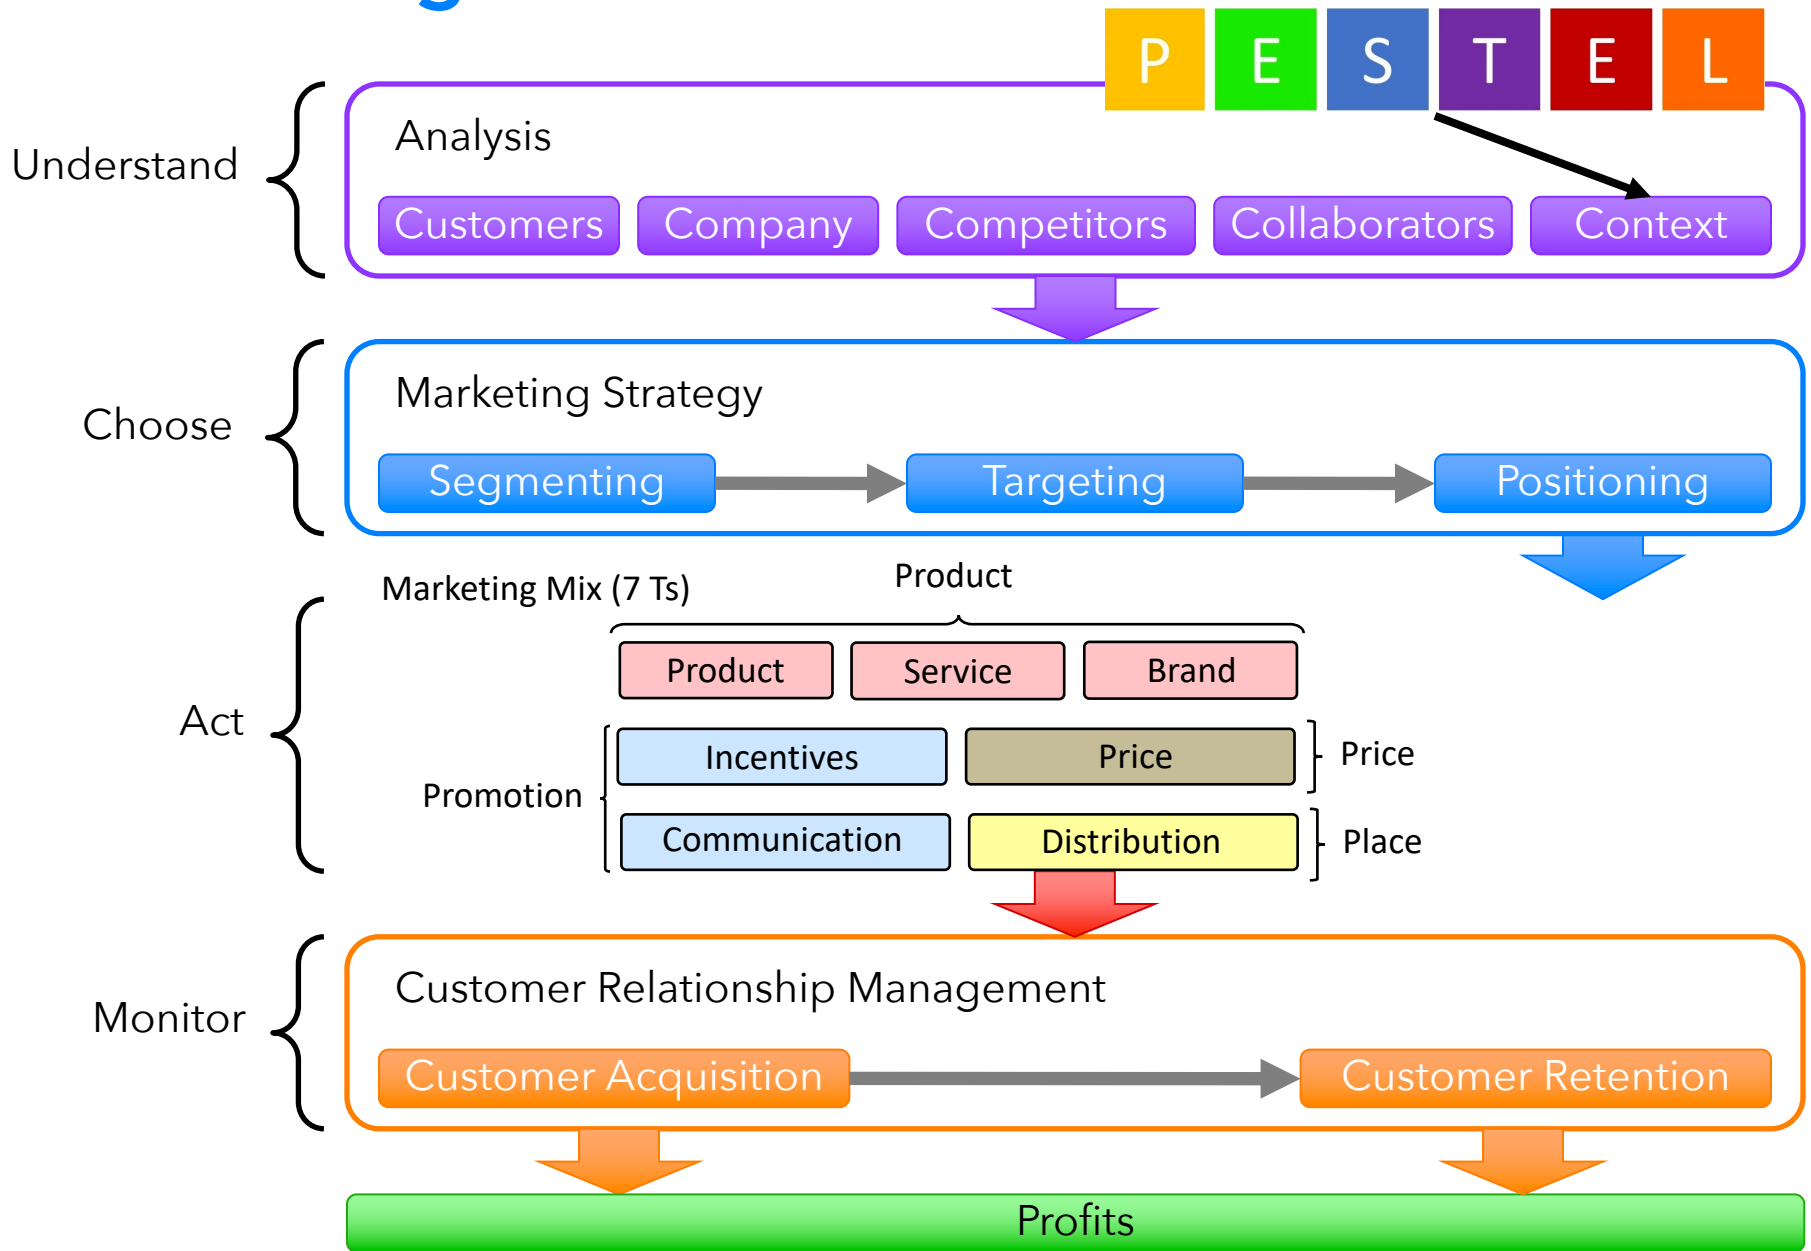 P E S T E L
Analysis
Understand
Customers Company Competitors Collaborators Context
Marketing Strategy
Choose
Segmenting Targeting Positioning
Marketing Mix (7 Ts)
Product
Product Service Brand
Act
Incentives Price
Price
Promotion
Communication Distribution
Place
Customer Relationship Management
Monitor
Customer Acquisition Customer Retention
Profits